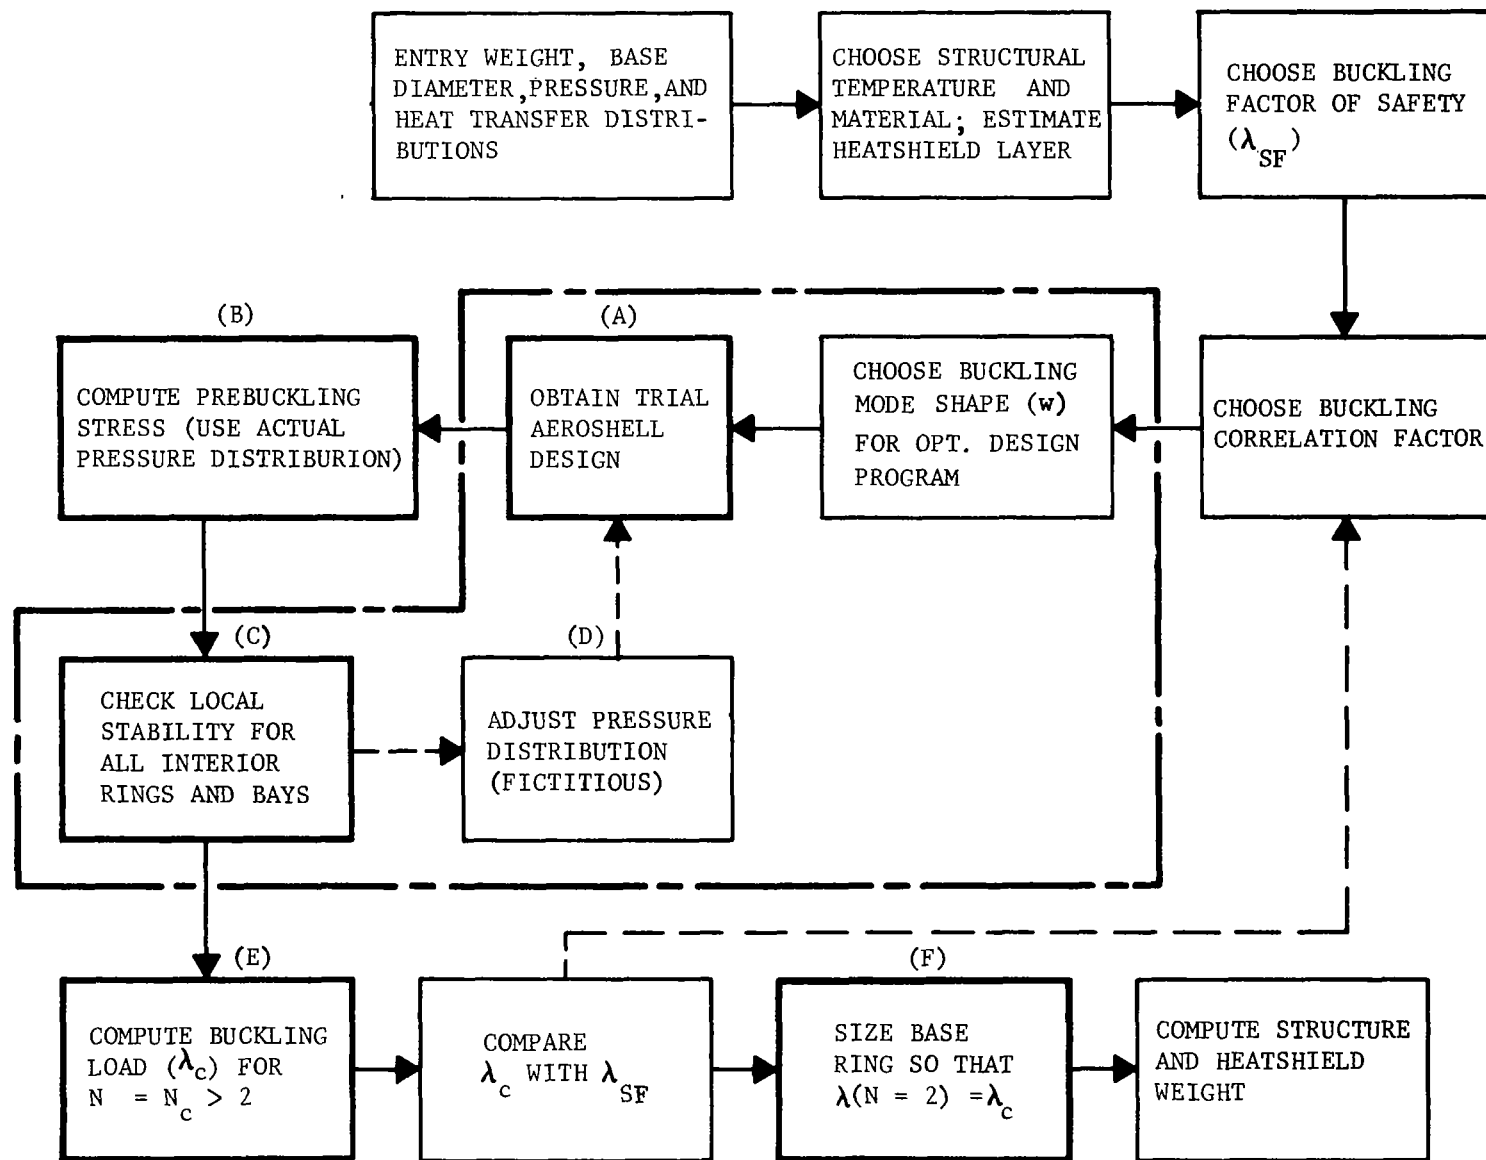 ENTRY WEIGHT, BASE
DIAMETER,PRESSURE,AND
HEAT TRANSFER DISTRI-
BUTIONS
CHOOSE STRUCTURAL
TEMPERATURE AND
MATERIAL; ESTIMATE
HEATSHIELD LAYER
CHOOSE BUCKLING
FACTOR OF SAFETY
(λSF)
(B)
COMPUTE PREBUCKLING
STRESS (USE ACTUAL
PRESSURE DISTRIBURION)
(A)
OBTAIN TRIAL
AEROSHELL
DESIGN
CHOOSE BUCKLING
MODE SHAPE (w)
FOR OPT. DESIGN
PROGRAM
CHOOSE BUCKLING
CORRELATION FACTOR
(C)
CHECK LOCAL
STABILITY FOR
ALL INTERIOR
RINGS AND BAYS
(D)
ADJUST PRESSURE
DISTRIBUTION
(FICTITIOUS)
(E)
COMPUTE BUCKLING
LOAD (λc) FOR
N = Nc > 2
COMPARE
λc WITH λSF
(F)
SIZE BASE
RING SO THAT
λ(N = 2) =λc
COMPUTE STRUCTURE
AND HEATSHIELD
WEIGHT